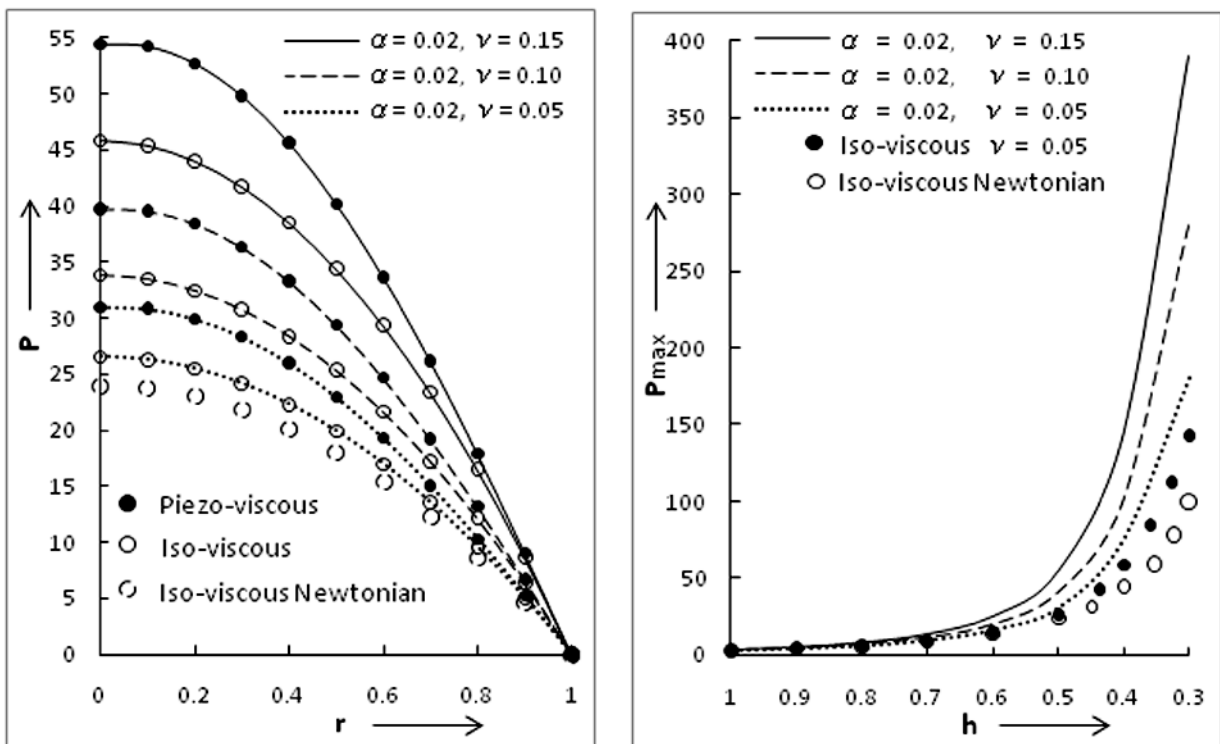 55
50
45
40
35
30
25
20
15
10
5
0
P
α = 0.02, ν = 0.15
α = 0.02, ν = 0.10
α = 0.02, ν = 0.05
Piezo-viscous
Iso-viscous
Iso-viscous Newtonian
0 0.2 0.4 0.6 0.8 1
r
400
350
300
250
200
150
100
50
0
Pmax
α = 0.02, ν = 0.15
α = 0.02, ν = 0.10
α = 0.02, ν = 0.05
Iso-viscous ν = 0.05
Iso-viscous Newtonian
1 0.9 0.8 0.7 0.6 0.5 0.4 0.3
h